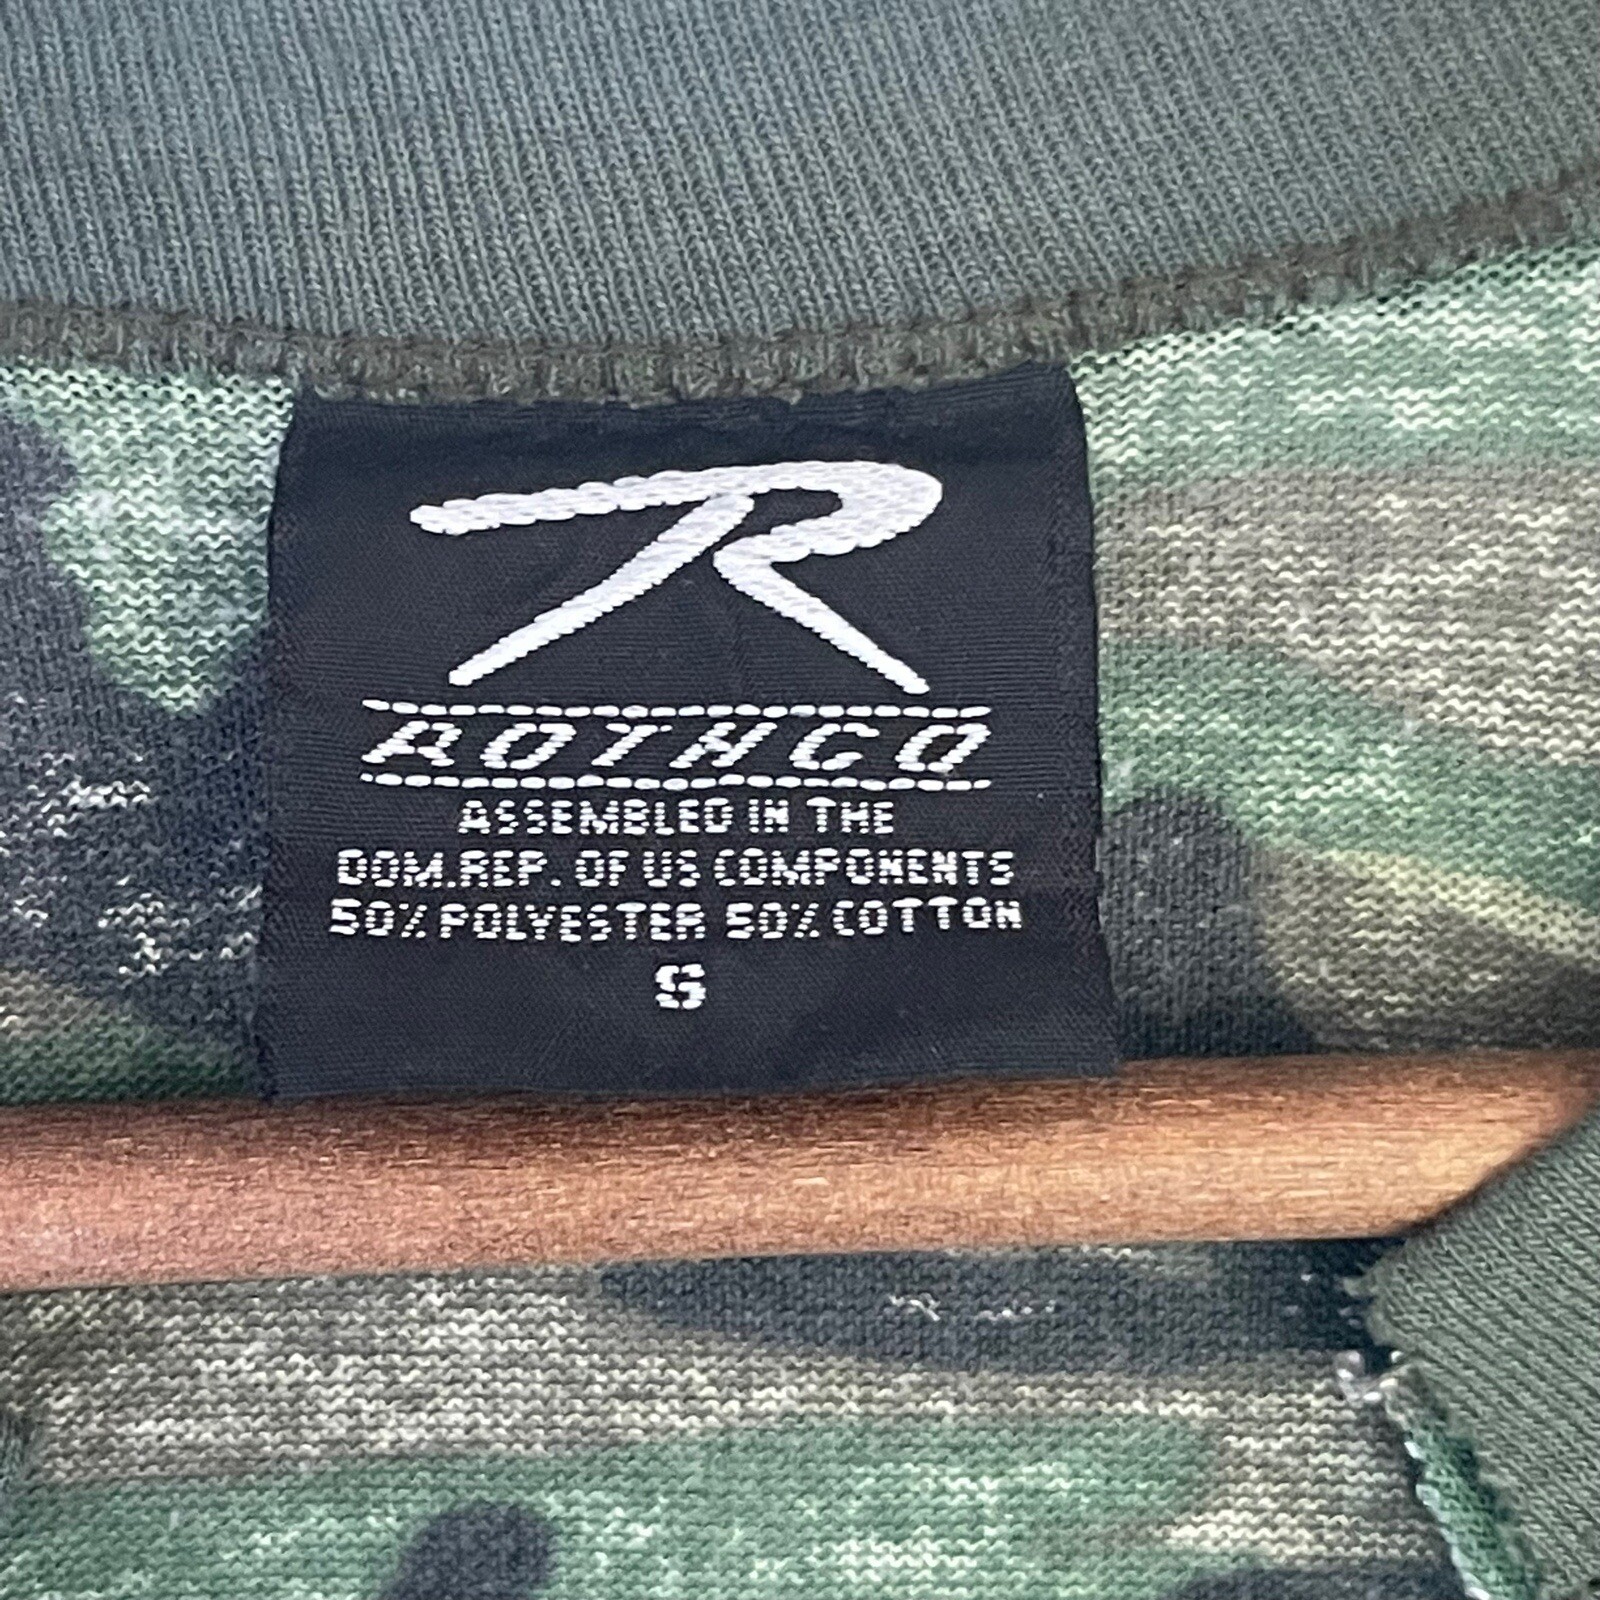 R
ROTHCO
ASSEMBLED IN THE
DOM.REP. OF US COMPONENTS
50% POLYESTER 50% COTTON
S